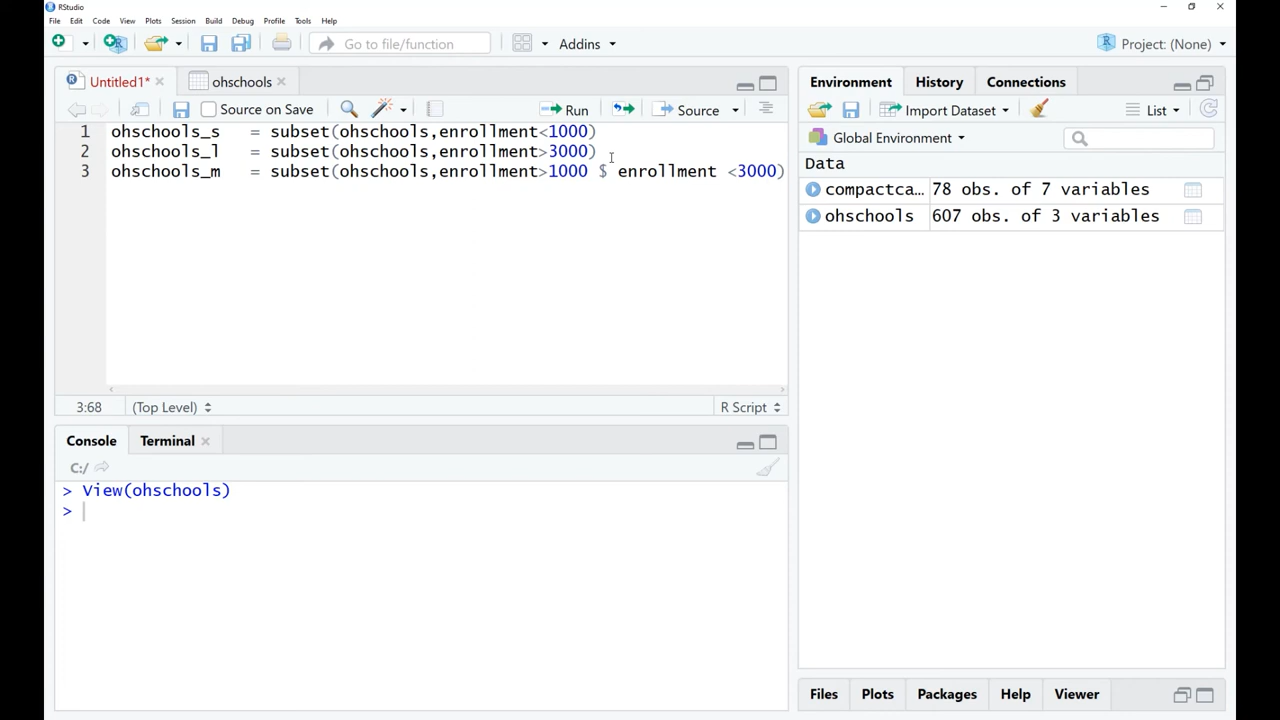 RStudio
File Edit Code View Plots Session Build Debug Profile Tools Help
Go to file/function Addins Project: (None)
Untitled1* ohschools
Source on Save Run Source
1 ohschools_s = subset(ohschools,enrollment<1000)
2 ohschools_l = subset(ohschools,enrollment>3000)
3 ohschools_m = subset(ohschools,enrollment>1000 $ enrollment <3000)
3:68 (Top Level) R Script
Console Terminal
C:/
> View(ohschools)
>
Environment History Connections
Import Dataset List
Global Environment
Data
compactca… 78 obs. of 7 variables
ohschools 607 obs. of 3 variables
Files Plots Packages Help Viewer